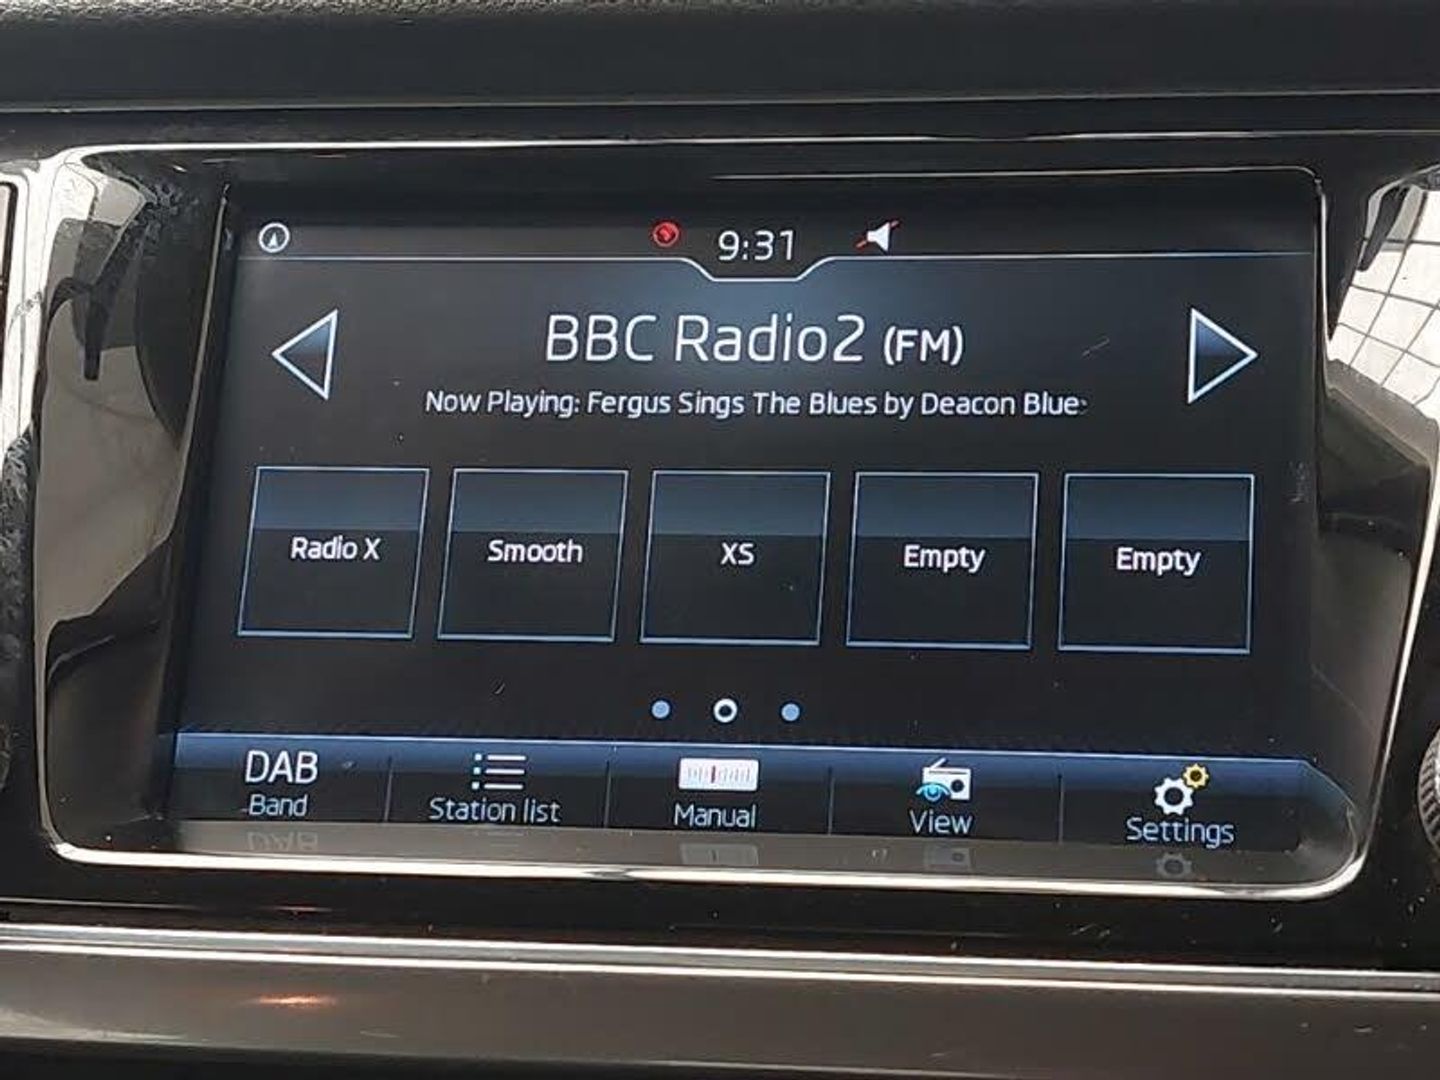 9:31
BBC Radio2 (FM)
Now Playing: Fergus Sings The Blues by Deacon Blue
Radio X
Smooth
XS
Empty
Empty
DAB
Band
Station list
Manual
View
Settings